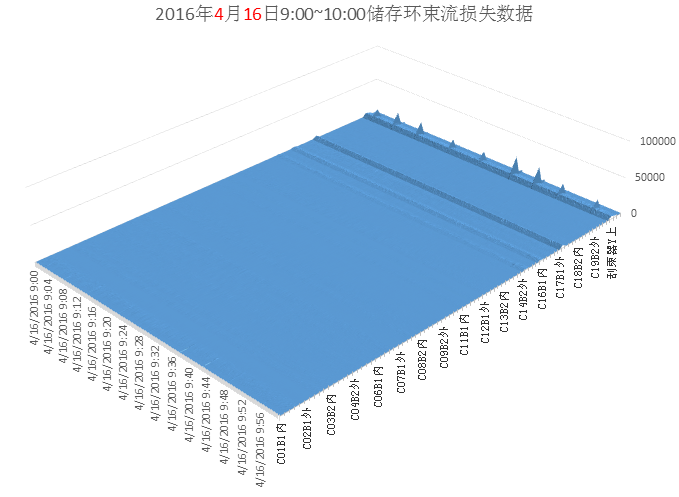 2016年4月16日9:00~10:00储存环束流损失数据
100000
50000
0
4/16/2016 9:00
4/16/2016 9:04
4/16/2016 9:08
4/16/2016 9:12
4/16/2016 9:16
4/16/2016 9:20
4/16/2016 9:24
4/16/2016 9:28
4/16/2016 9:32
4/16/2016 9:36
4/16/2016 9:40
4/16/2016 9:44
4/16/2016 9:48
4/16/2016 9:52
4/16/2016 9:56
C01B1内
C02B1外
C03B2内
C04B2外
C06B1内
C07B1外
C08B2内
C09B2外
C11B1内
C12B1外
C13B2内
C14B2外
C16B1内
C17B1外
C18B2内
C19B2外
刮束器Y上